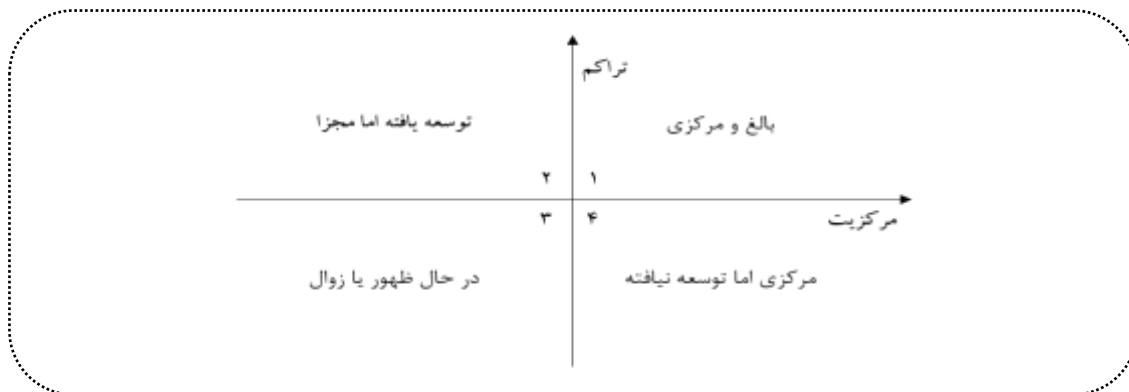 تراکم
بالغ و مرکزی
توسعه یافته اما مجزا
۱
۲
مرکزیت
۴
۳
مرکزی اما توسعه نیافته
در حال ظهور یا زوال